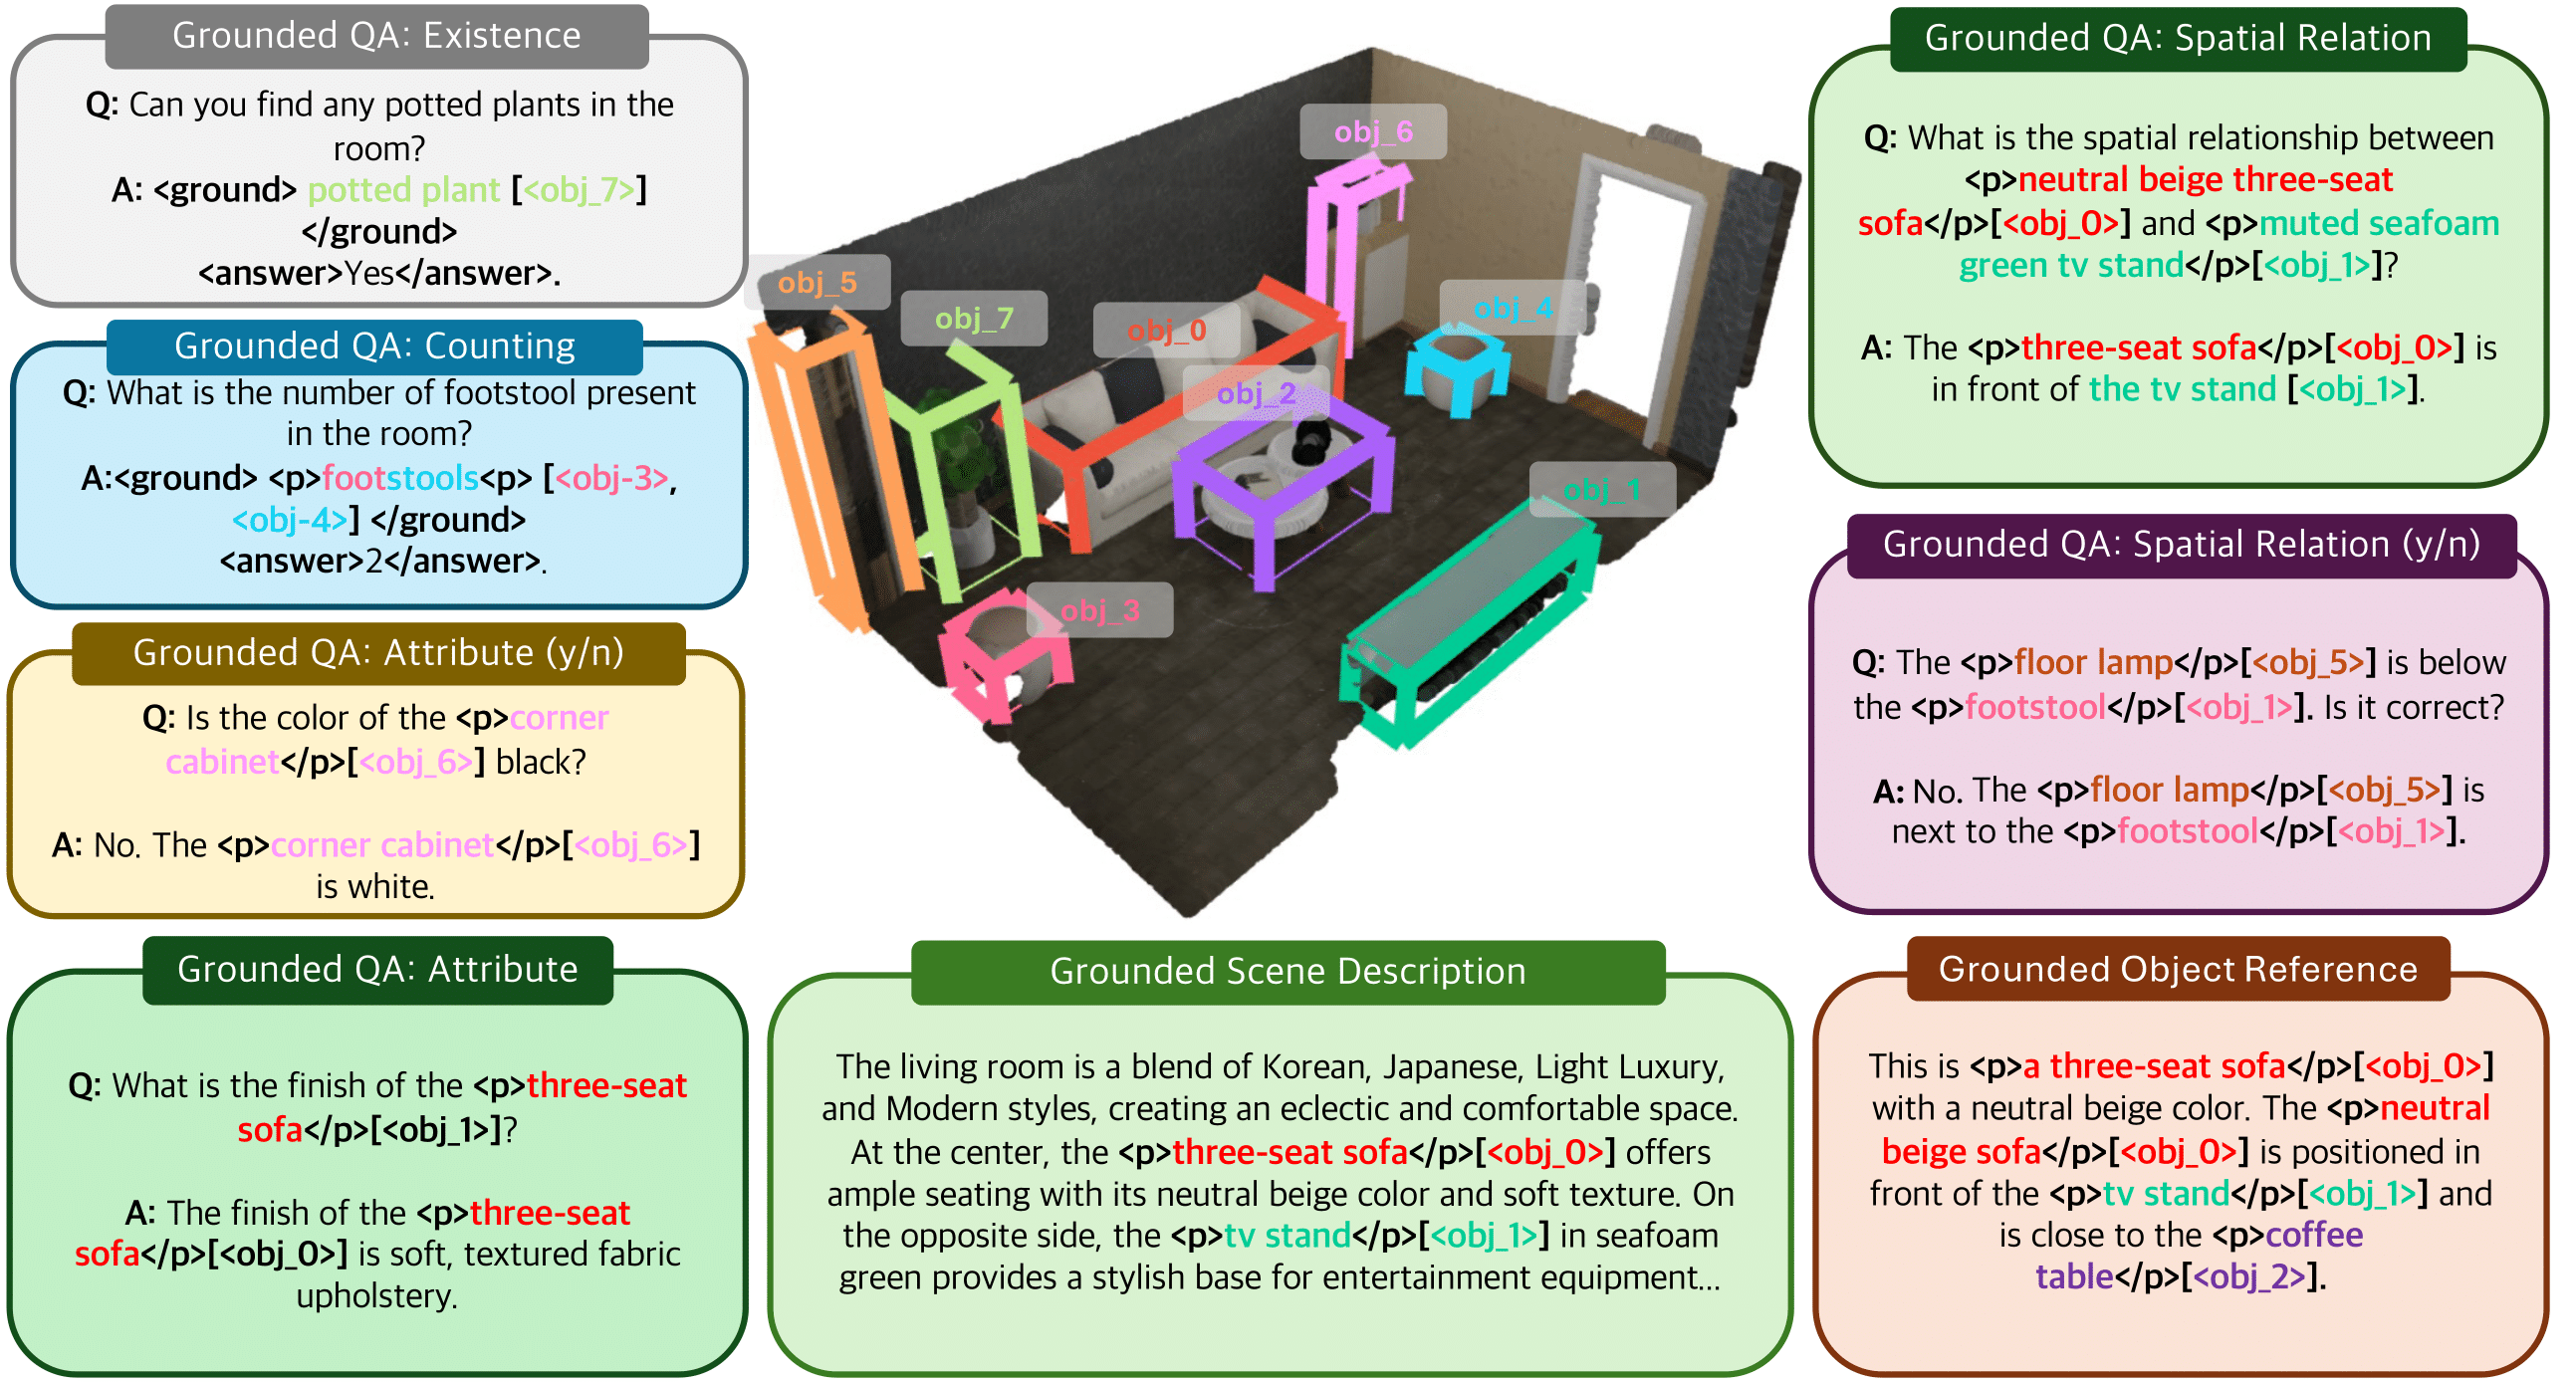 Grounded QA: Existence
Q: Can you find any potted plants in the
room?
A: <ground> potted plant [<obj_7>]
</ground>
<answer>Yes</answer>.
Grounded QA: Counting
Q: What is the number of footstool present
in the room?
A:<ground> <p>footstools<p> [<obj-3>,
<obj-4>] </ground>
<answer>2</answer>.
Grounded QA: Attribute (y/n)
Q: Is the color of the <p>corner
cabinet</p>[<obj_6>] black?
A: No. The <p>corner cabinet</p>[<obj_6>]
is white.
Grounded QA: Attribute
Q: What is the finish of the <p>three-seat
sofa</p>[<obj_1>]?
A: The finish of the <p>three-seat
sofa</p>[<obj_0>] is soft, textured fabric
upholstery.
obj_6
obj_5
obj_7
obj_0
obj_4
obj_2
obj_1
obj_3
Grounded Scene Description
The living room is a blend of Korean, Japanese, Light Luxury,
and Modern styles, creating an eclectic and comfortable space.
At the center, the <p>three-seat sofa</p>[<obj_0>] offers
ample seating with its neutral beige color and soft texture. On
the opposite side, the <p>tv stand</p>[<obj_1>] in seafoam
green provides a stylish base for entertainment equipment...
Grounded QA: Spatial Relation
Q: What is the spatial relationship between
<p>neutral beige three-seat
sofa</p>[<obj_0>] and <p>muted seafoam
green tv stand</p>[<obj_1>]?
A: The <p>three-seat sofa</p>[<obj_0>] is
in front of the tv stand [<obj_1>].
Grounded QA: Spatial Relation (y/n)
Q: The <p>floor lamp</p>[<obj_5>] is below
the <p>footstool</p>[<obj_1>]. Is it correct?
A: No. The <p>floor lamp</p>[<obj_5>] is
next to the <p>footstool</p>[<obj_1>].
Grounded Object Reference
This is <p>a three-seat sofa</p>[<obj_0>]
with a neutral beige color. The <p>neutral
beige sofa</p>[<obj_0>] is positioned in
front of the <p>tv stand</p>[<obj_1>] and
is close to the <p>coffee
table</p>[<obj_2>].